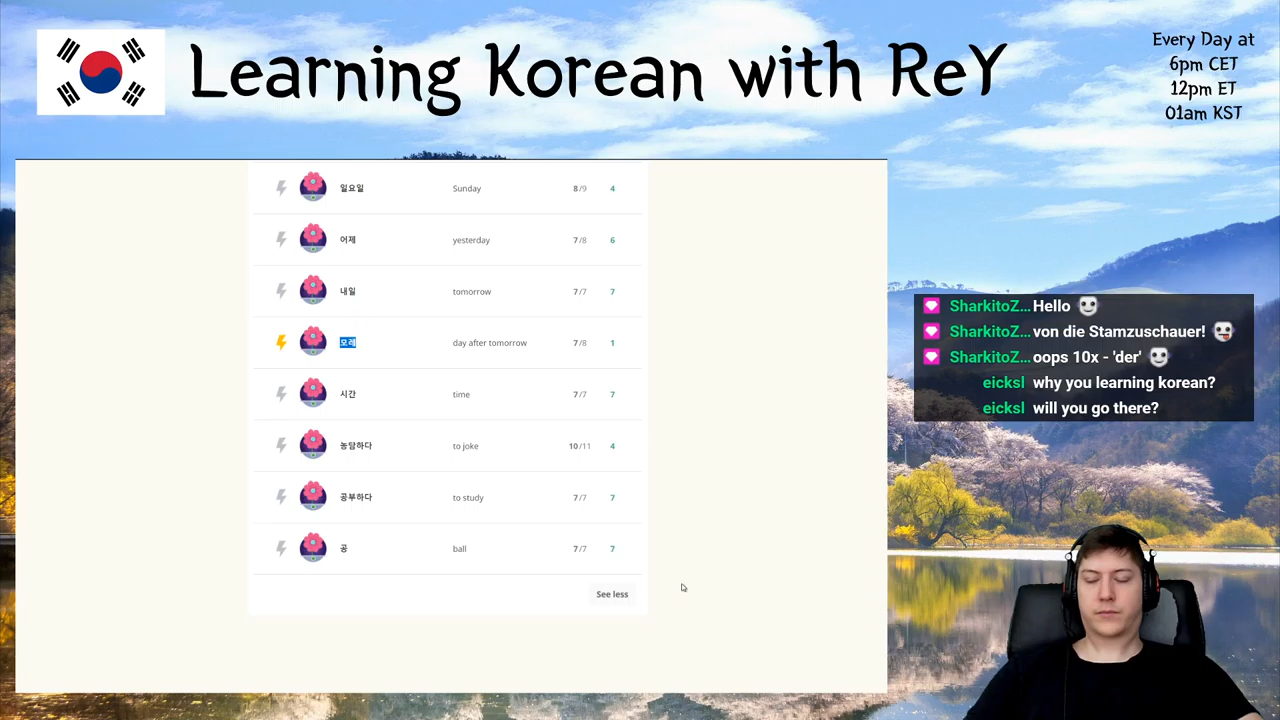 Learning Korean with ReY
Every Day at
6pm CET
12pm ET
01am KST
일요일 Sunday 8/9 4
어제 yesterday 7/8 6
내일 tomorrow 7/7 7
모레 day after tomorrow 7/8 1
시간 time 7/7 7
농담하다 to joke 10/11 4
공부하다 to study 7/7 7
공 ball 7/7 7
See less
SharkitoZ... Hello
SharkitoZ... von die Stamzuschauer!
SharkitoZ... oops 10x - 'der'
eicksl why you learning korean?
eicksl will you go there?